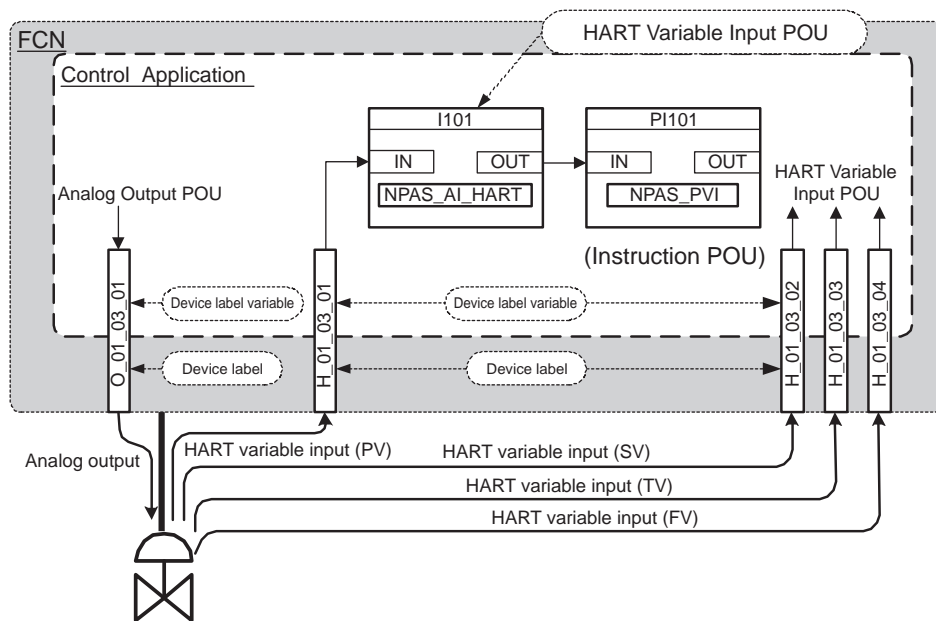 FCN
HART Variable Input POU
Control Application
I101
PI101
IN
OUT
IN
OUT
NPAS_AI_HART
NPAS_PVI
Analog Output POU
HART Variable
Input POU
(Instruction POU)
O_01_03_01
H_01_03_01
H_01_03_02
H_01_03_03
H_01_03_04
Device label variable
Device label variable
Device label
Device label
Analog output
HART variable input (PV)
HART variable input (SV)
HART variable input (TV)
HART variable input (FV)